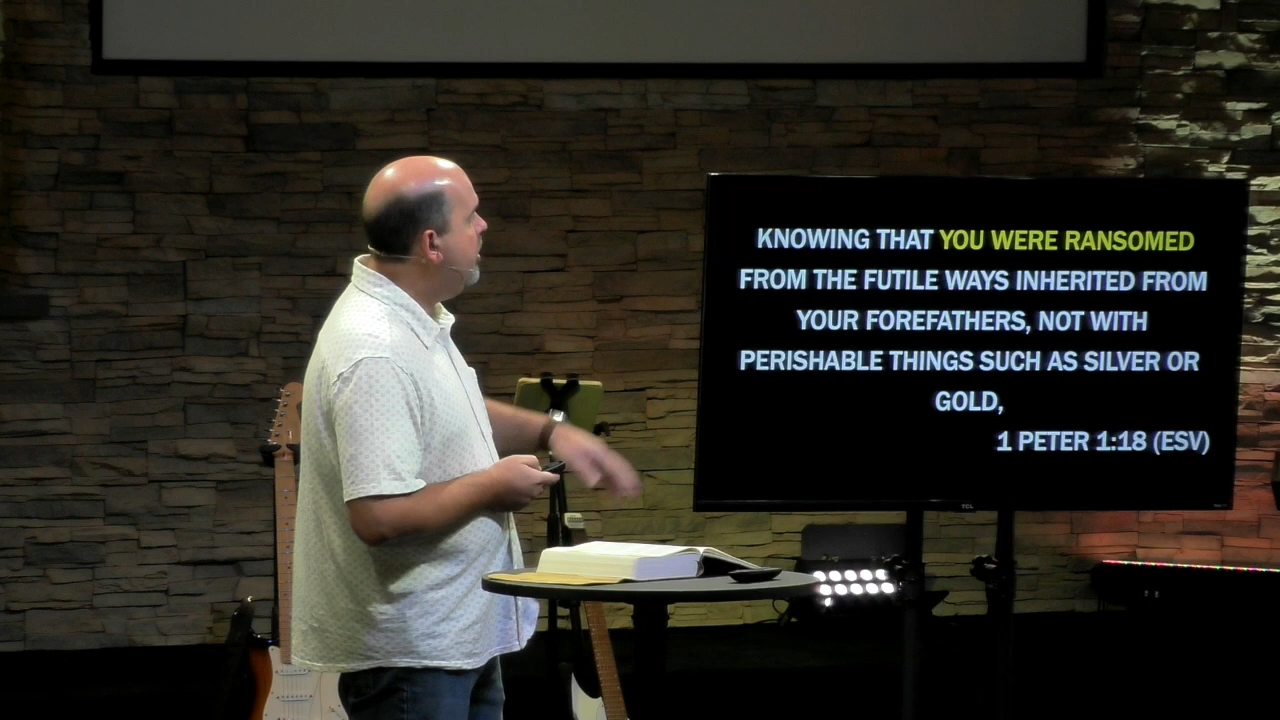 KNOWING THAT YOU WERE RANSOMED
FROM THE FUTILE WAYS INHERITED FROM
YOUR FOREFATHERS, NOT WITH
PERISHABLE THINGS SUCH AS SILVER OR
GOLD,
1 PETER 1:18 (ESV)
TCL